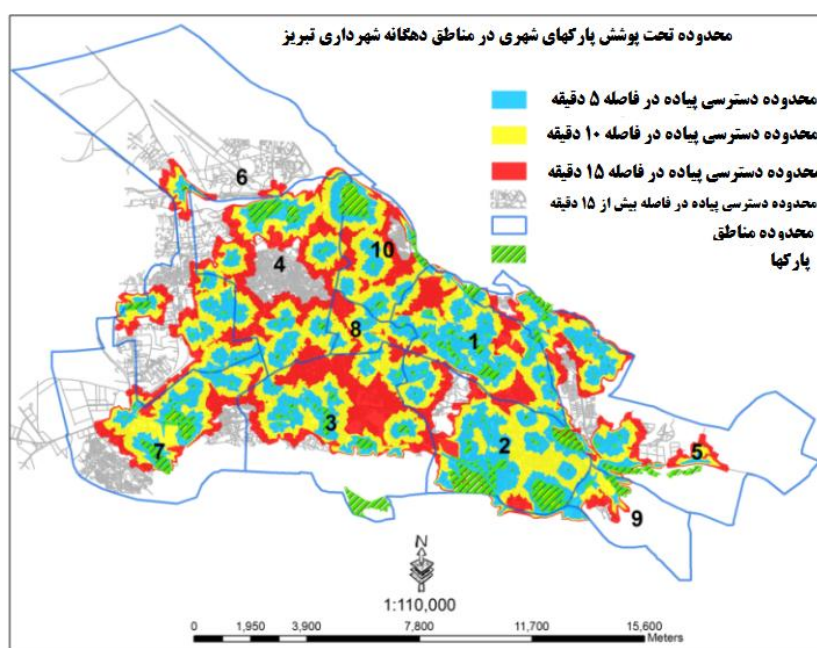 محدوده تحت پوشش پارکهای شهری در مناطق دهگانه شهرداری تبریز
محدوده دسترسی پیاده در فاصله ۵ دقیقه
محدوده دسترسی پیاده در فاصله ۱۰ دقیقه
محدوده دسترسی پیاده در فاصله ۱۵ دقیقه
محدوده دسترسی پیاده در فاصله بیش از ۱۵ دقیقه
محدوده مناطق
پارکها
6
10
4
8
1
3
2
5
7
9
N
1:110,000
0 1,950 3,900 7,800 11,700 15,600
Meters